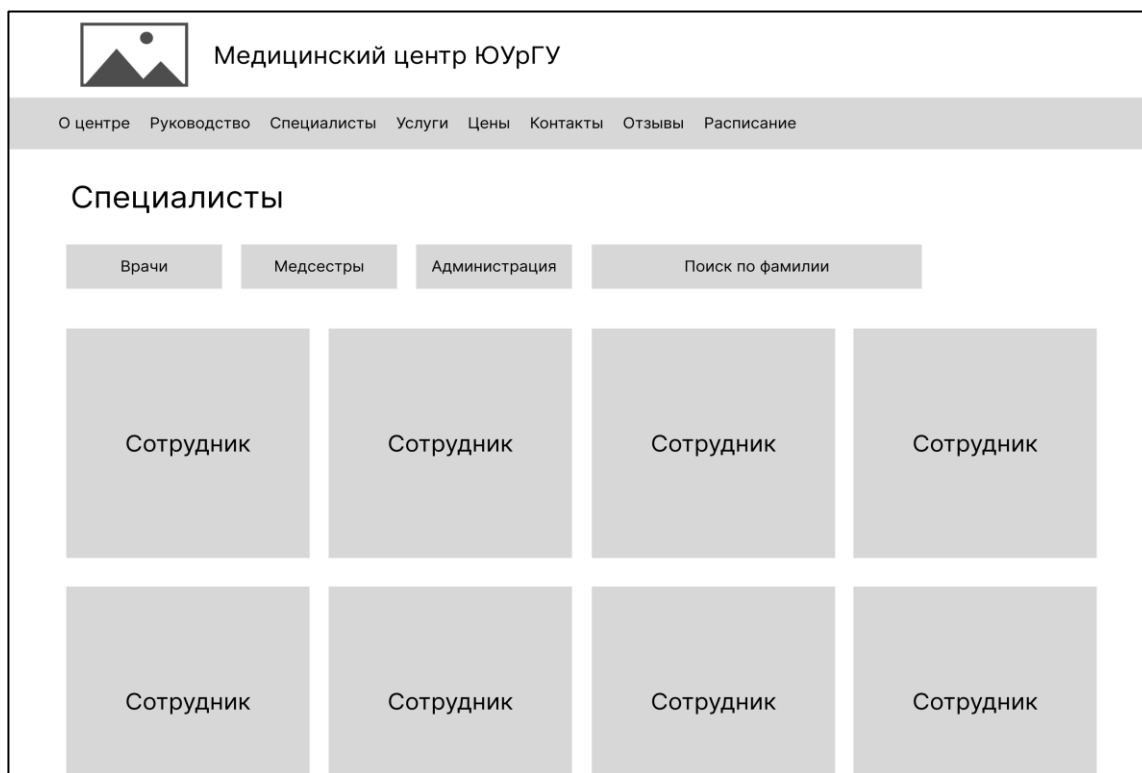 Медицинский центр ЮУрГУ
О центре Руководство Специалисты Услуги Цены Контакты Отзывы Расписание
Специалисты
Врачи Медсестры Администрация Поиск по фамилии
Сотрудник Сотрудник Сотрудник Сотрудник
Сотрудник Сотрудник Сотрудник Сотрудник